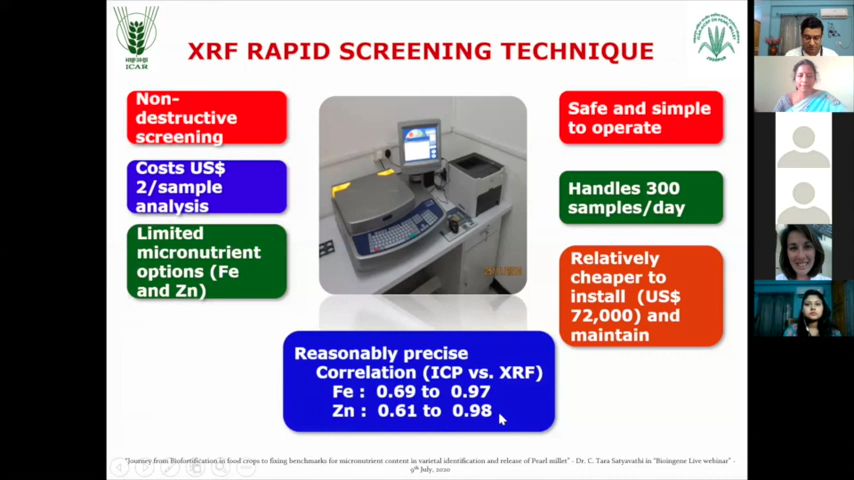 XRF RAPID SCREENING TECHNIQUE
ICAR
Non-
destructive
screening
Costs US$
2/sample
analysis
Limited
micronutrient
options (Fe
and Zn)
Safe and simple
to operate
Handles 300
samples/day
Relatively
cheaper to
install (US$
72,000) and
maintain
Reasonably precise
Correlation (ICP vs. XRF)
Fe : 0.69 to 0.97
Zn : 0.61 to 0.98
"Journey from Biofortification in food crops to fixing benchmarks for micronutrient content in varietal identification and release of Pearl millet" - Dr. C. Tara Satyavathi in "Bioingene Live webinar" -
9th July, 2020